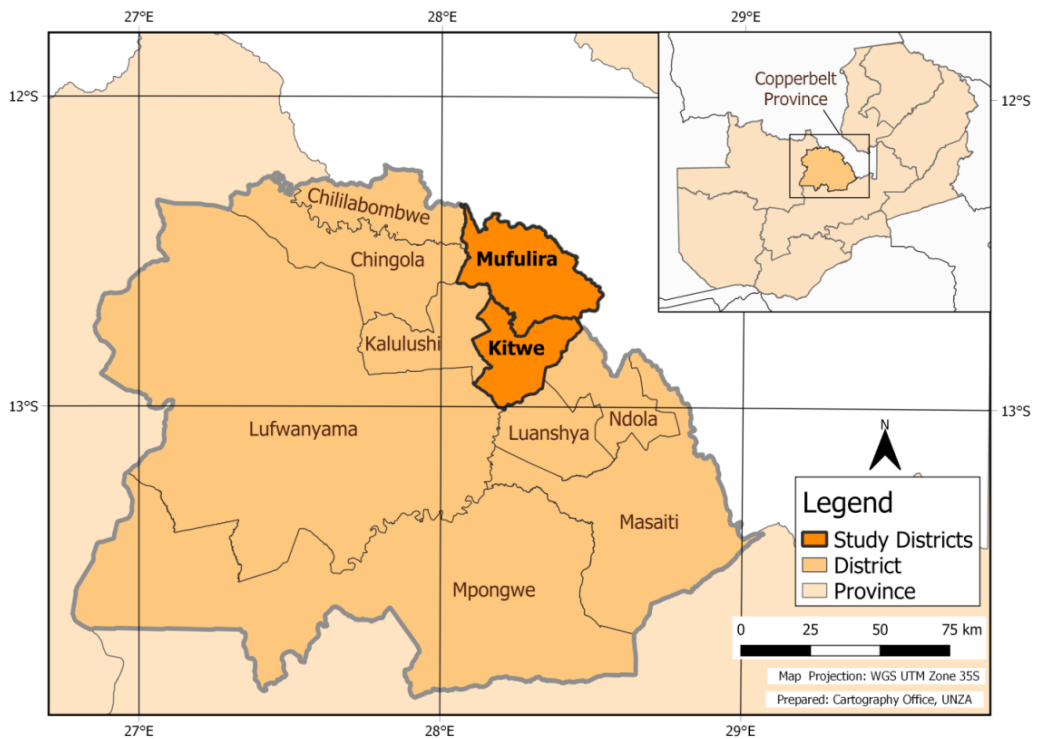 27°E
28°E
29°E
12°S
12°S
Copperbelt
Province
Chililabombwe
Chingola
Mufulira
Kalulushi
Kitwe
13°S
13°S
Lufwanyama
Luanshya
Ndola
N
Masaiti
Mpongwe
Legend
Study Districts
District
Province
0 25 50 75 km
Map Projection: WGS UTM Zone 35S
Prepared: Cartography Office, UNZA
27°E
28°E
29°E